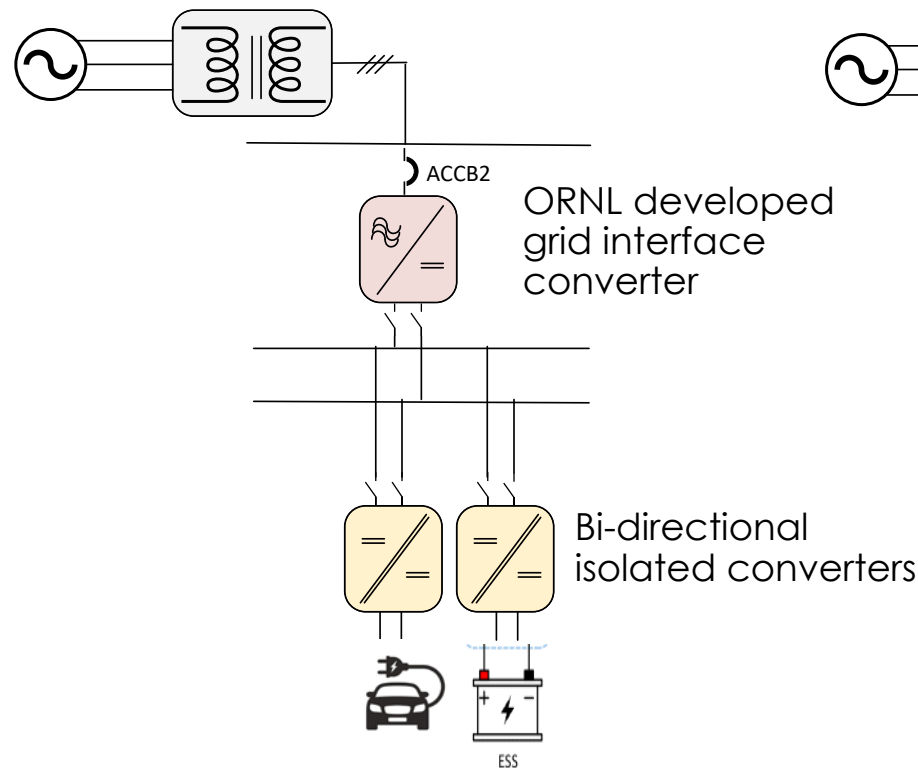 ACCB2
ORNL developed
grid interface
converter
Bi-directional
isolated converters
+ −
ESS